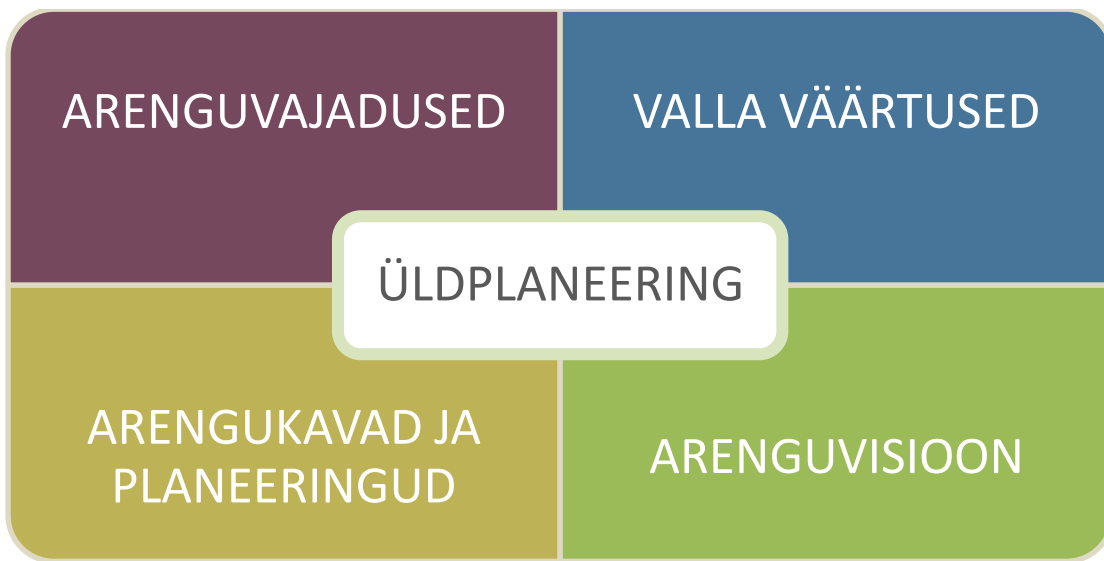 ARENGUVAJADUSED
VALLA VÄÄRTUSED
ÜLDPLANEERING
ARENGUKAVAD JA
PLANEERINGUD
ARENGUVISIOON